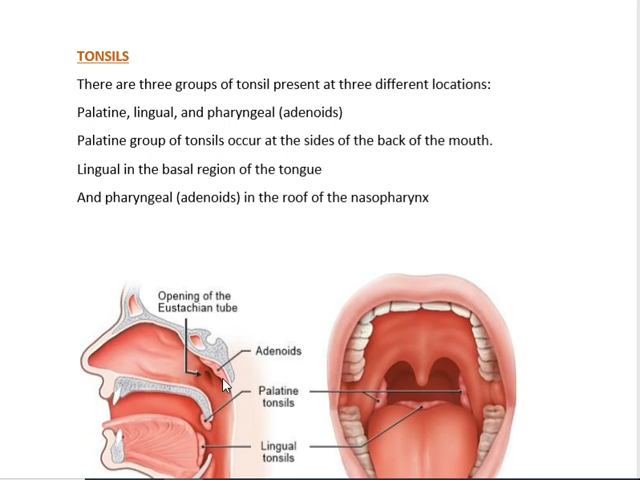 TONSILS
There are three groups of tonsil present at three different locations:
Palatine, lingual, and pharyngeal (adenoids)
Palatine group of tonsils occur at the sides of the back of the mouth.
Lingual in the basal region of the tongue
And pharyngeal (adenoids) in the roof of the nasopharynx
Opening of the
Eustachian tube
Adenoids
Palatine
tonsils
Lingual
tonsils